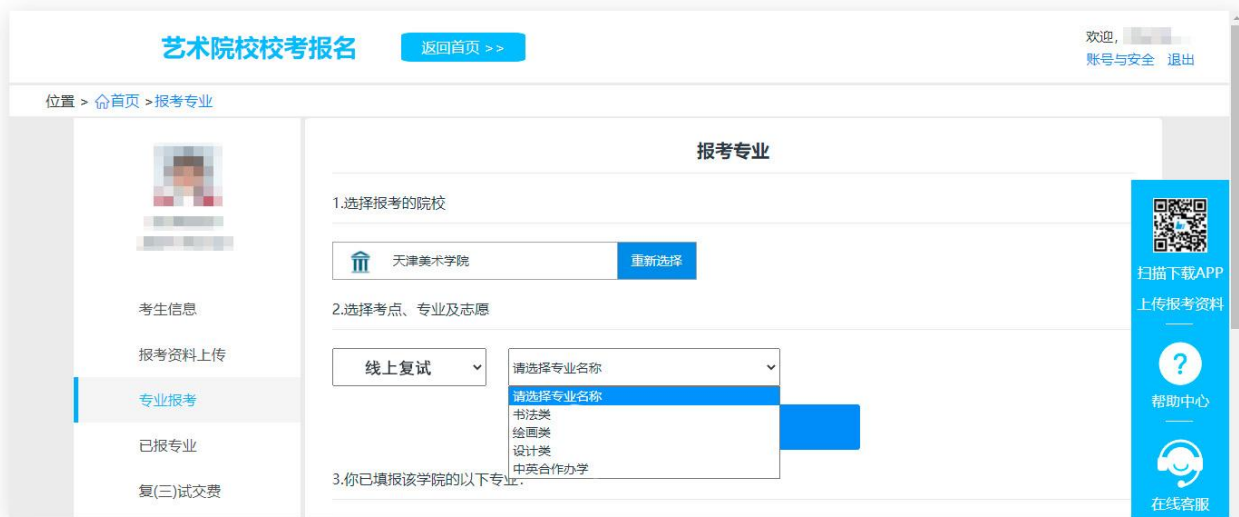 艺术院校校考报名
返回首页 >>
欢迎,
账号与安全 退出
位置 > 首页 >报考专业
考生信息
报考资料上传
专业报考
已报专业
复(三)试交费
报考专业
1.选择报考的院校
天津美术学院
重新选择
2.选择考点、专业及志愿
线上复试
请选择专业名称
请选择专业名称
书法类
绘画类
设计类
中英合作办学
3.你已填报该学院的以下专业:
扫描下载APP
上传报考资料
?
帮助中心
在线客服